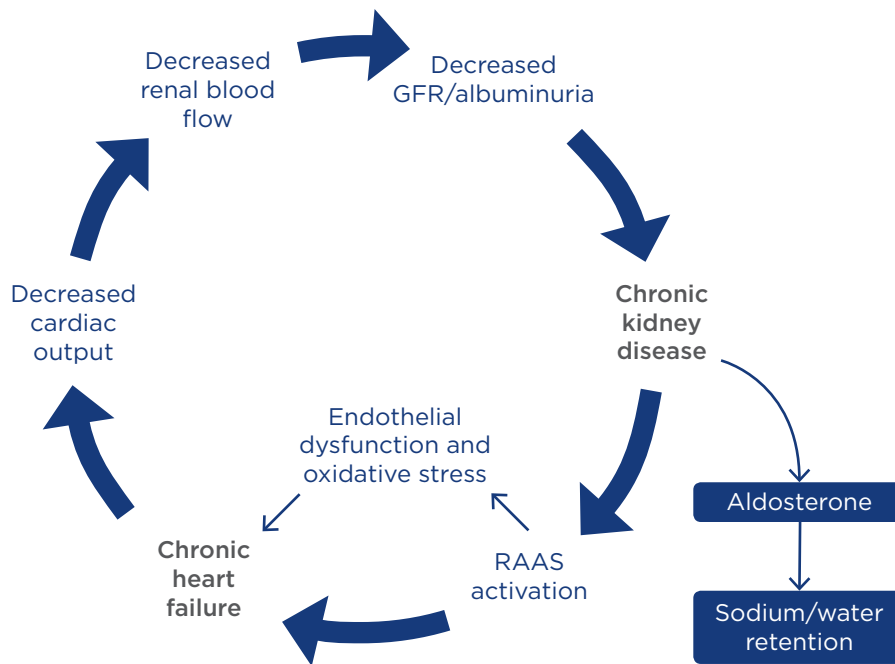 Decreased
renal blood
flow
Decreased
GFR/albuminuria
Chronic
kidney
disease
Decreased
cardiac
output
Endothelial
dysfunction and
oxidative stress
Aldosterone
Chronic
heart
failure
RAAS
activation
Sodium/water
retention